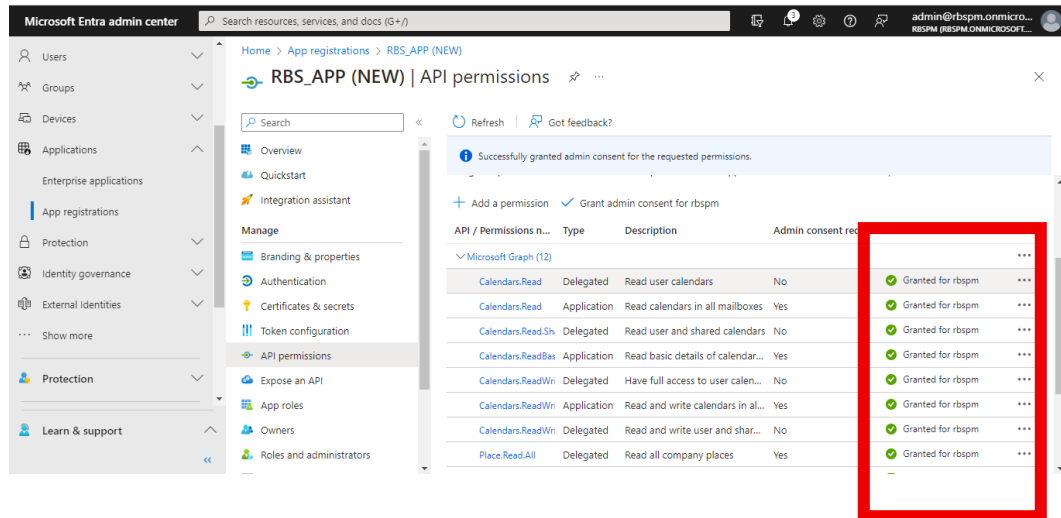 Microsoft Entra admin center
Search resources, services, and docs (G+/)
3
admin@rbspm.onmicro...
RBSPM (RBSPM.ONMICROSOFT....
Users
Groups
Devices
Applications
Enterprise applications
App registrations
Protection
Identity governance
External Identities
Show more
Protection
Learn & support
Home > App registrations > RBS_APP (NEW)
RBS_APP (NEW) | API permissions
Search
Overview
Quickstart
Integration assistant
Manage
Branding & properties
Authentication
Certificates & secrets
Token configuration
API permissions
Expose an API
App roles
Owners
Roles and administrators
Refresh
Got feedback?
Successfully granted admin consent for the requested permissions.
Add a permission
Grant admin consent for rbspm
API / Permissions n... Type Description Admin consent req
Microsoft Graph (12)
Calendars.Read Delegated Read user calendars No Granted for rbspm
Calendars.Read Application Read calendars in all mailboxes Yes Granted for rbspm
Calendars.Read.Sh Delegated Read user and shared calendars No Granted for rbspm
Calendars.ReadBas Application Read basic details of calendar... Yes Granted for rbspm
Calendars.ReadWri Delegated Have full access to user calen... No Granted for rbspm
Calendars.ReadWri Application Read and write calendars in al... Yes Granted for rbspm
Calendars.ReadWri Delegated Read and write user and shar... No Granted for rbspm
Place.Read.All Delegated Read all company places Yes Granted for rbspm